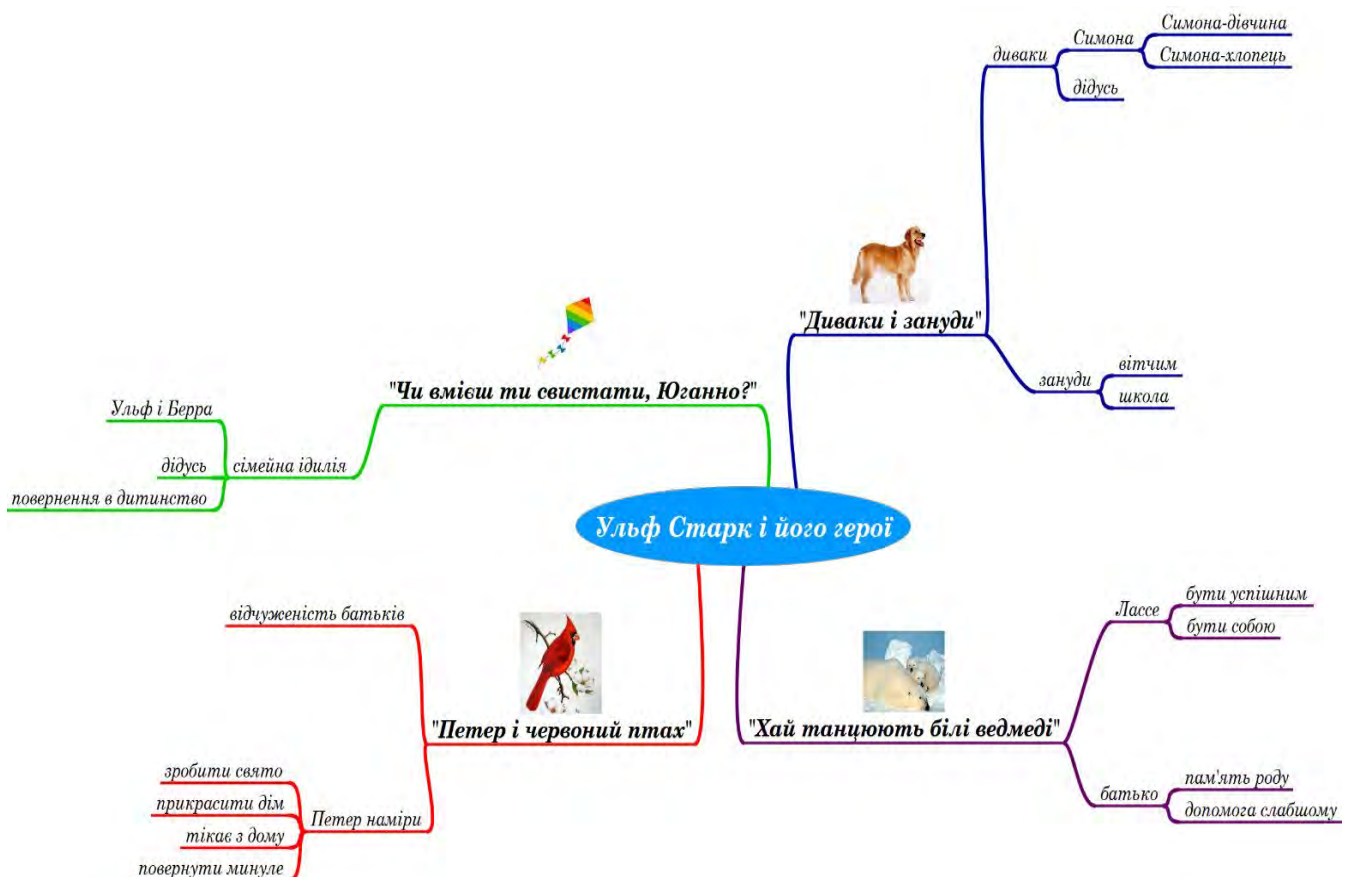 Ульф Старк і його герої
"Диваки і зануди"
диваки
Симона
Симона-дівчина
Симона-хлопець
дідусь
зануди
вітчим
школа
"Чи вмієш ти свистати, Юганно?"
сімейна ідилія
Ульф і Берра
дідусь
повернення в дитинство
"Петер і червоний птах"
відчуженість батьків
Петер наміри
зробити свято
прикрасити дім
тікає з дому
повернути минуле
"Хай танцюють білі ведмеді"
Лассе
бути успішним
бути собою
батько
пам'ять роду
допомога слабшому